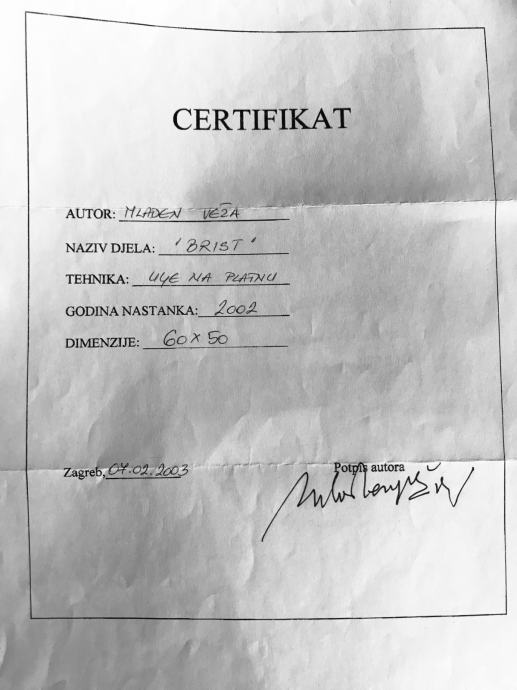 CERTIFIKAT
AUTOR: MLADEN VEŽA
NAZIV DJELA: 'BRIST'
TEHNIKA: ULJE NA PLATNU
GODINA NASTANKA: 2002
DIMENZIJE: 60 x 50
Zagreb, 07.02.2003
Potpis autora